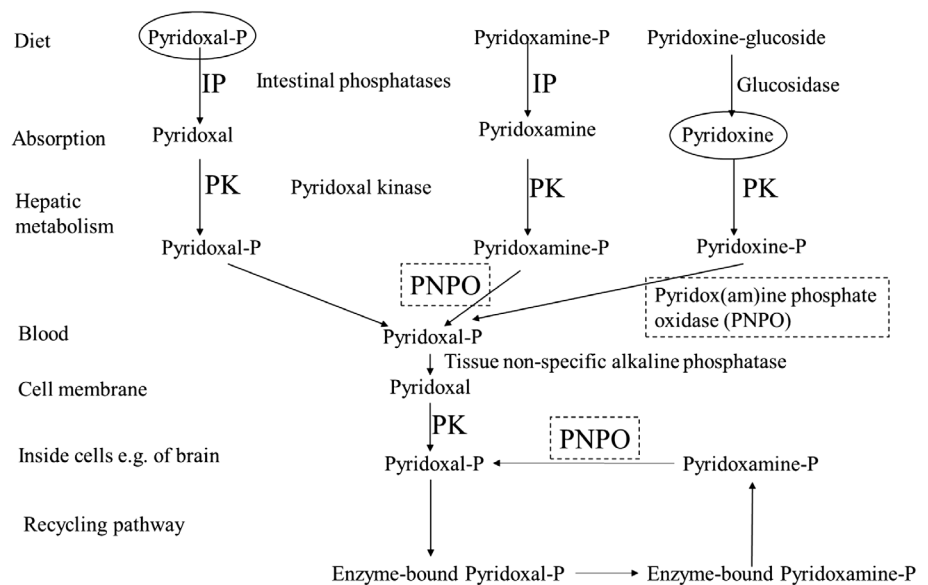 Diet
Pyridoxal-P
Pyridoxamine-P
Pyridoxine-glucoside
IP
Intestinal phosphatases
IP
Glucosidase
Absorption
Pyridoxal
Pyridoxamine
Pyridoxine
PK
Pyridoxal kinase
PK
PK
Hepatic
metabolism
Pyridoxal-P
Pyridoxamine-P
Pyridoxine-P
PNPO
Pyridox(am)ine phosphate
oxidase (PNPO)
Blood
Pyridoxal-P
Tissue non-specific alkaline phosphatase
Cell membrane
Pyridoxal
PK
PNPO
Inside cells e.g. of brain
Pyridoxal-P
Pyridoxamine-P
Recycling pathway
Enzyme-bound Pyridoxal-P
Enzyme-bound Pyridoxamine-P